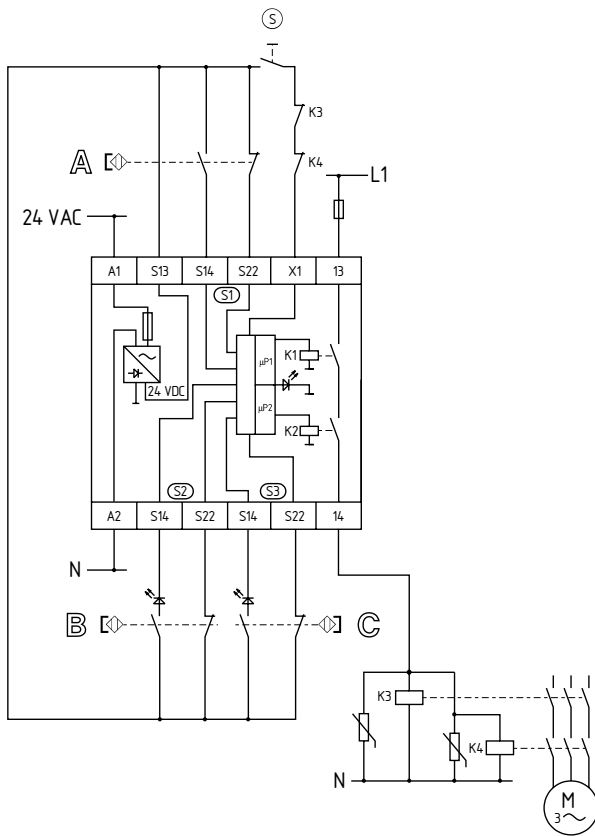 S
K3
A
K4
L1
24 VAC
A1 S13 S14 S22 X1 13
S1
K1
µP1
24 VDC
µP2
K2
S2 S3
A2 S14 S22 S14 S22 14
N
B C
K3
K4
N
M
3